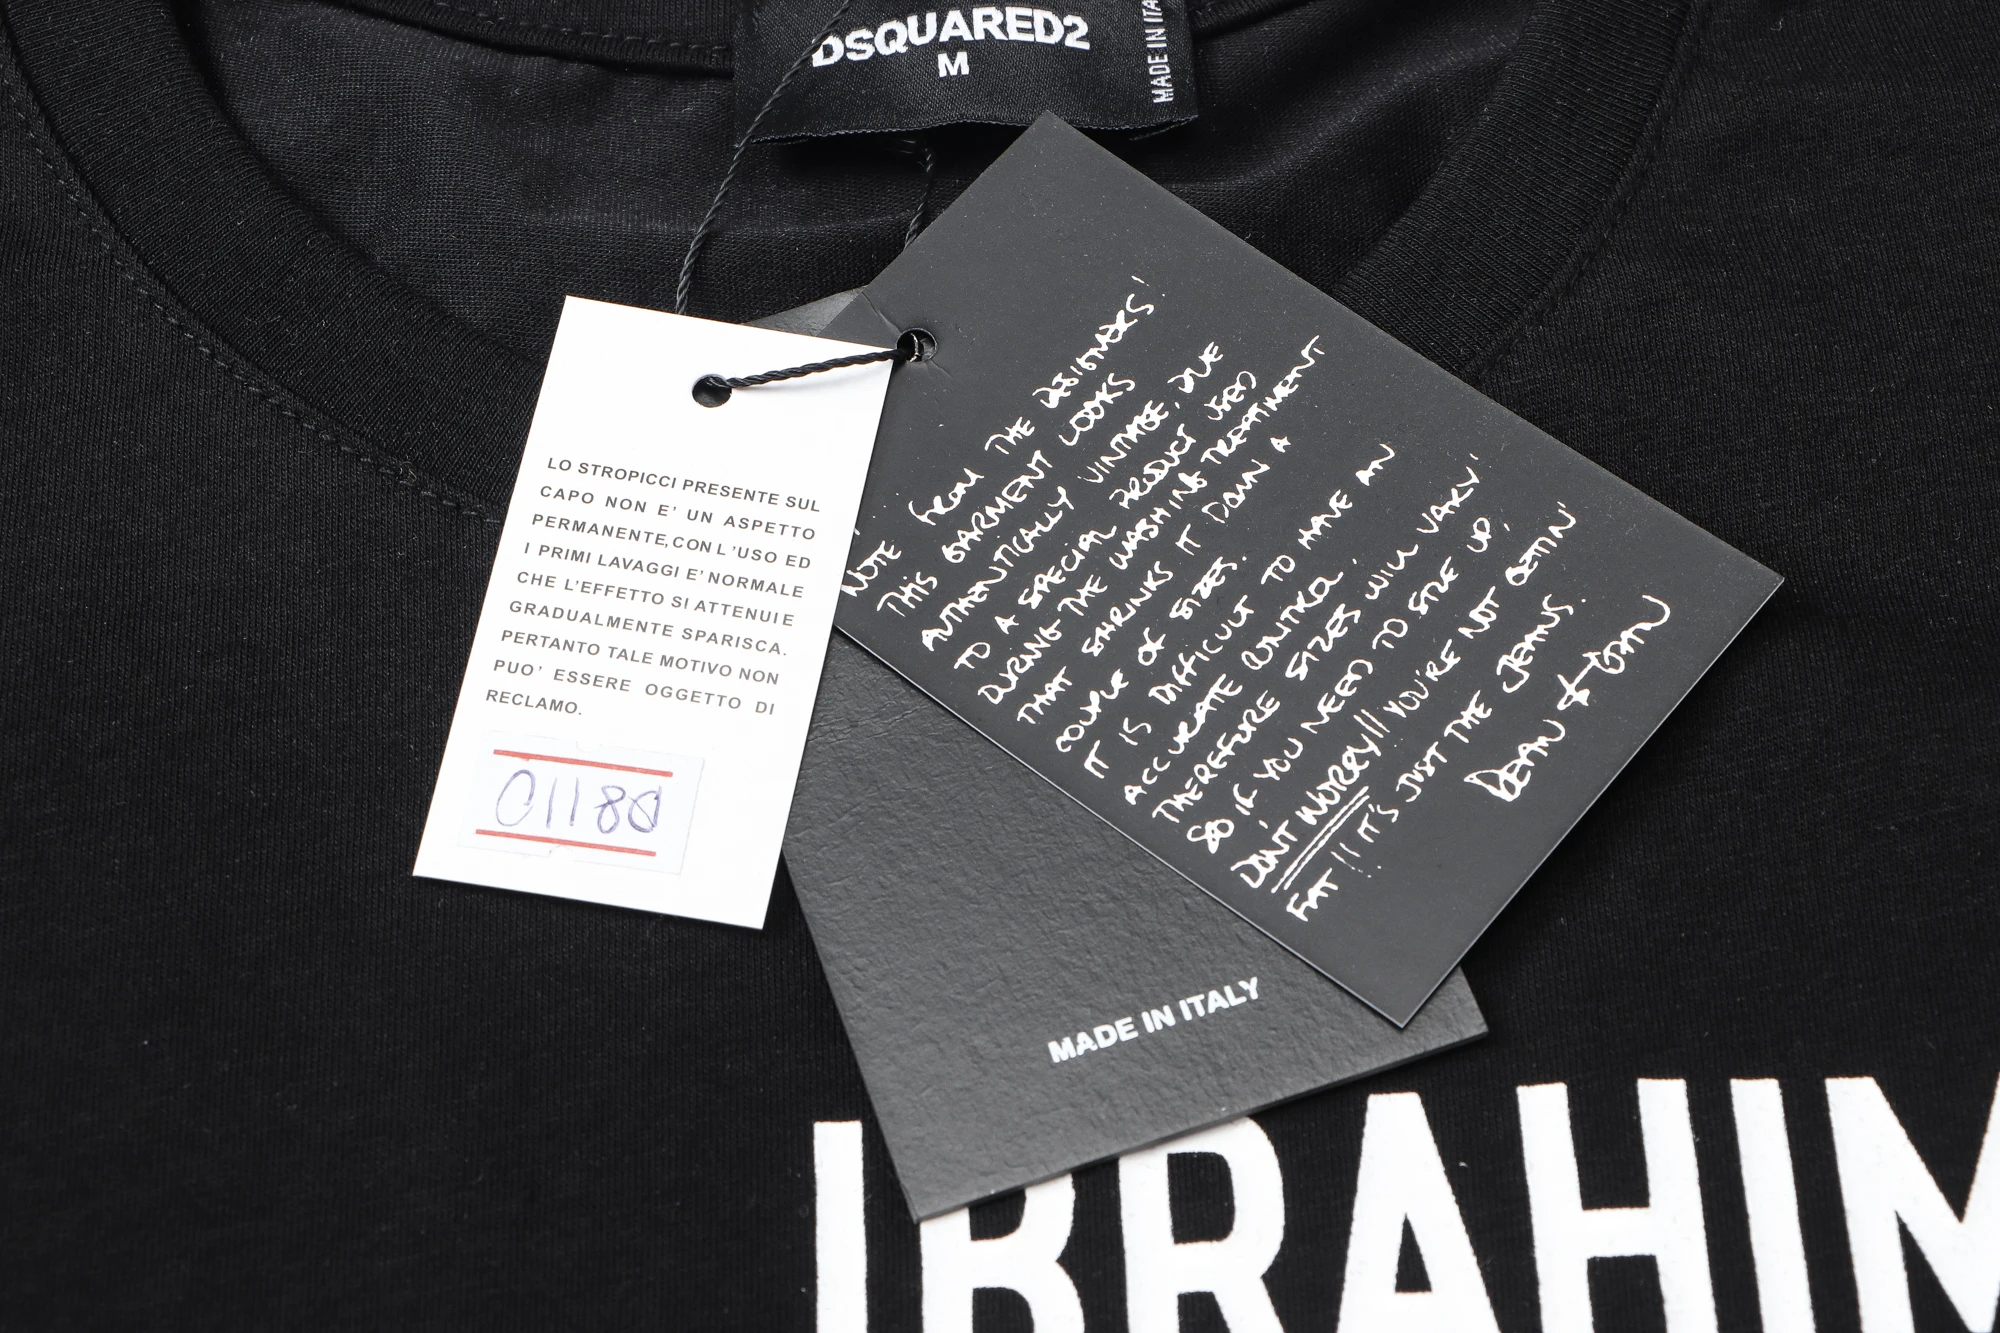 DSQUARED2
M
MADE IN ITA
LO STROPICCI PRESENTE SUL
CAPO NON E' UN ASPETTO
PERMANENTE,CON L'USO ED
I PRIMI LAVAGGI E' NORMALE
CHE L'EFFETTO SI ATTENUI E
GRADUALMENTE SPARISCA.
PERTANTO TALE MOTIVO NON
PUO' ESSERE OGGETTO DI
RECLAMO.
01180
NOTE FROM THE DESIGNERS!
THIS GARMENT LOOKS
AUTHENTICALLY VINTAGE, DUE
TO A SPECIAL PRODUCT USED
DURING THE WASHING TREATMENT
THAT SHRINKS IT DOWN A
COUPLE OF SIZES.
IT IS DIFFICULT TO HAVE AN
ACCURATE CONTROL,
THEREFORE SIZES WILL VARY!
SO IF YOU NEED TO SIZE UP,
DON'T WORRY!! YOU'RE NOT GETTIN'
FAT!! IT'S JUST THE JEANS.
DEAN & DAN
MADE IN ITALY
IBRAHIM